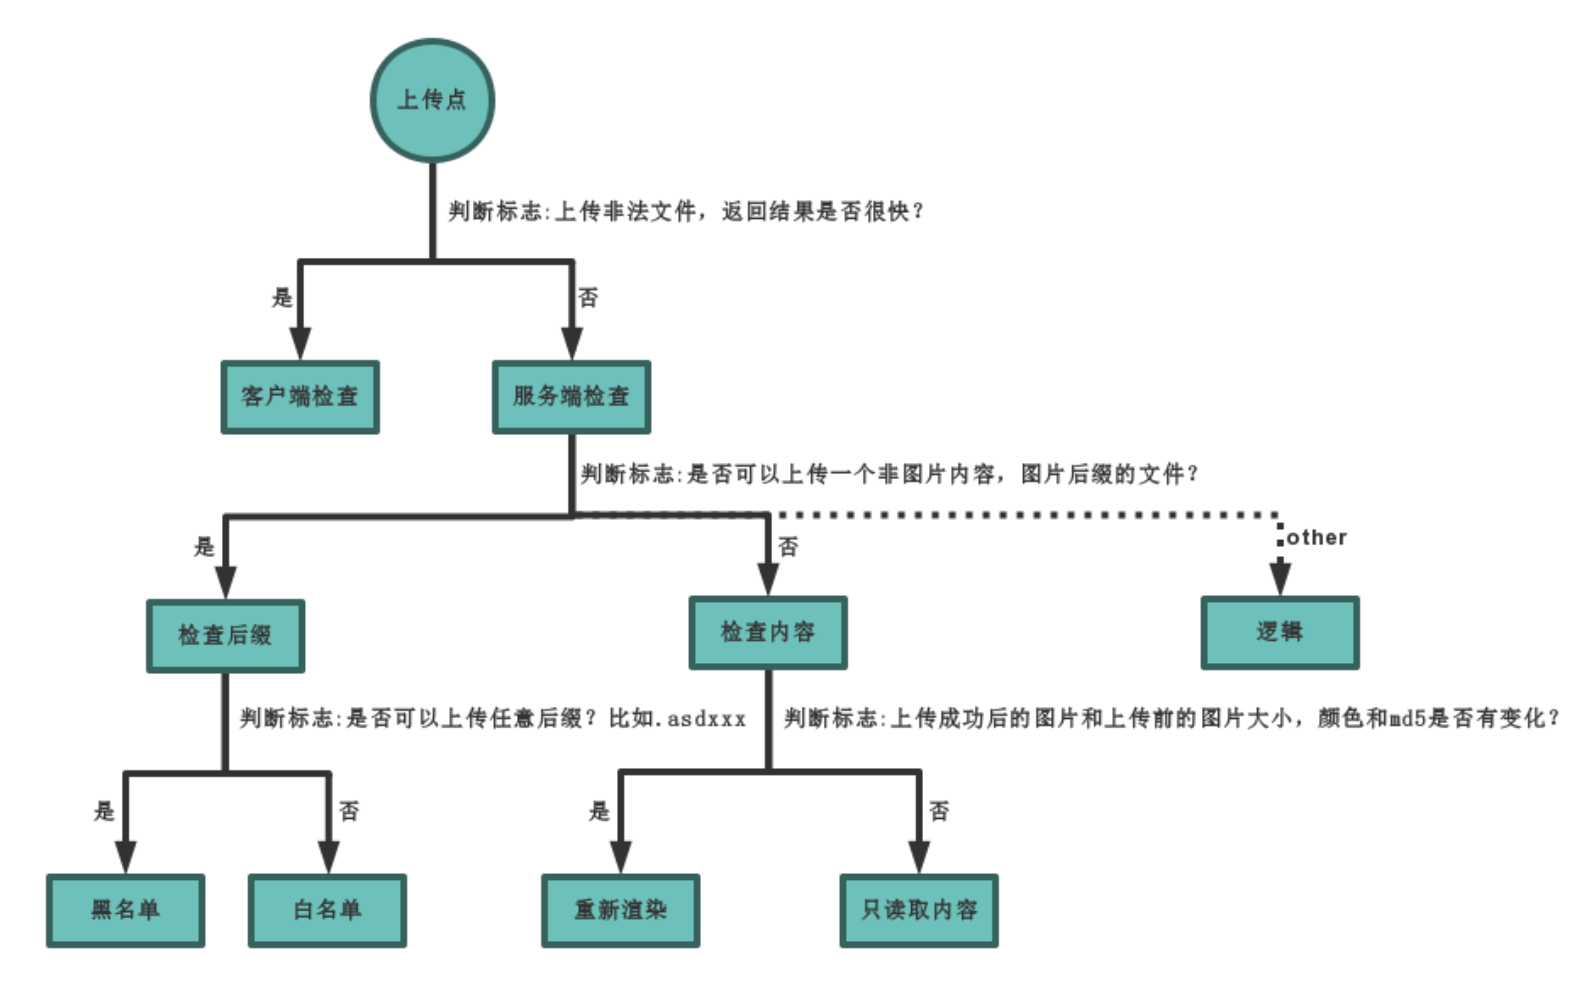 上传点
判断标志:上传非法文件，返回结果是否很快？
是
否
客户端检查
服务端检查
判断标志:是否可以上传一个非图片内容，图片后缀的文件？
是
否
other
检查后缀
检查内容
逻辑
判断标志:是否可以上传任意后缀？比如.asdxxx
判断标志:上传成功后的图片和上传前的图片大小，颜色和md5是否有变化？
是
否
是
否
黑名单
白名单
重新渲染
只读取内容